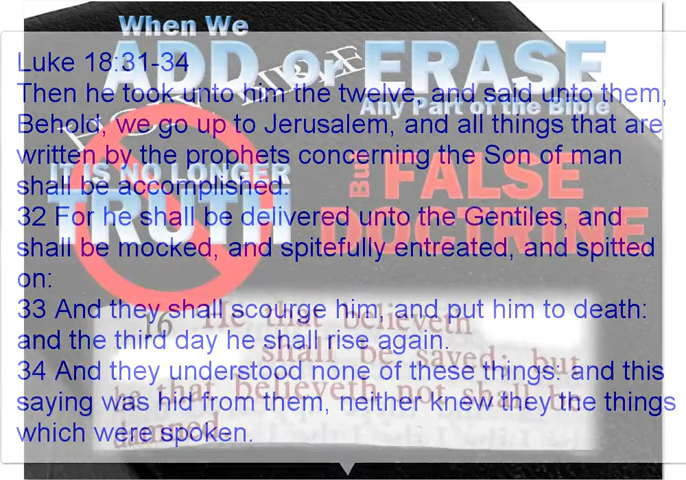 When We
ADD or ERASE
Any Part of the Bible
HOLY BIBLE
IT IS NO LONGER
TRUTH
But FALSE
DOCTRINE
Luke 18:31-34
Then he took unto him the twelve, and said unto them,
Behold, we go up to Jerusalem, and all things that are
written by the prophets concerning the Son of man
shall be accomplished.
32 For he shall be delivered unto the Gentiles, and
shall be mocked, and spitefully entreated, and spitted
on:
33 And they shall scourge him, and put him to death:
and the third day he shall rise again.
34 And they understood none of these things: and this
saying was hid from them, neither knew they the things
which were spoken.
16 He that believeth
shall be saved; but
he that believeth not shall be
damned.